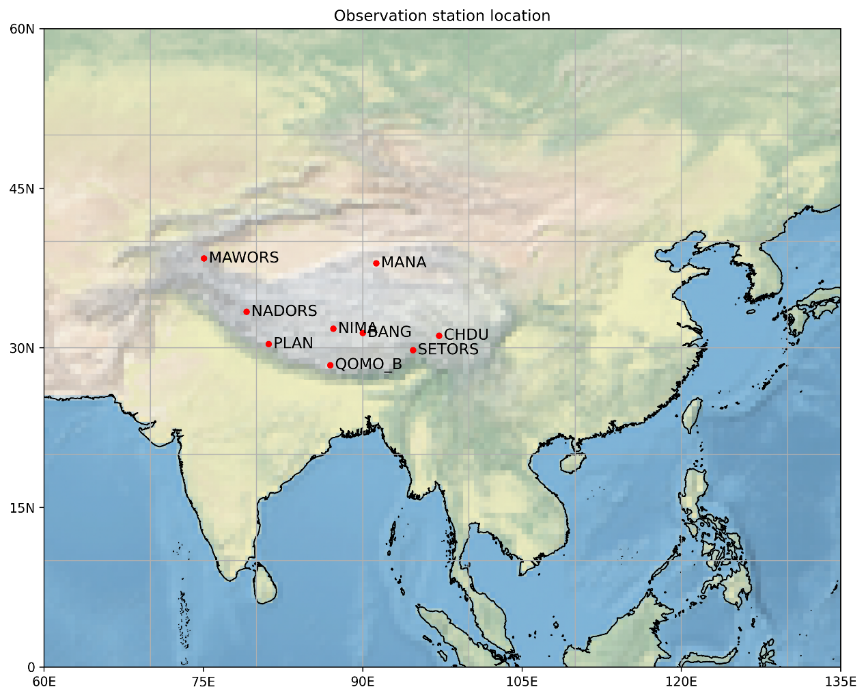 Observation station location
60N
45N
30N
15N
0
MAWORS
MANA
NADORS
NIMA
BANG
CHDU
PLAN
SETORS
QOMO_B
60E
75E
90E
105E
120E
135E